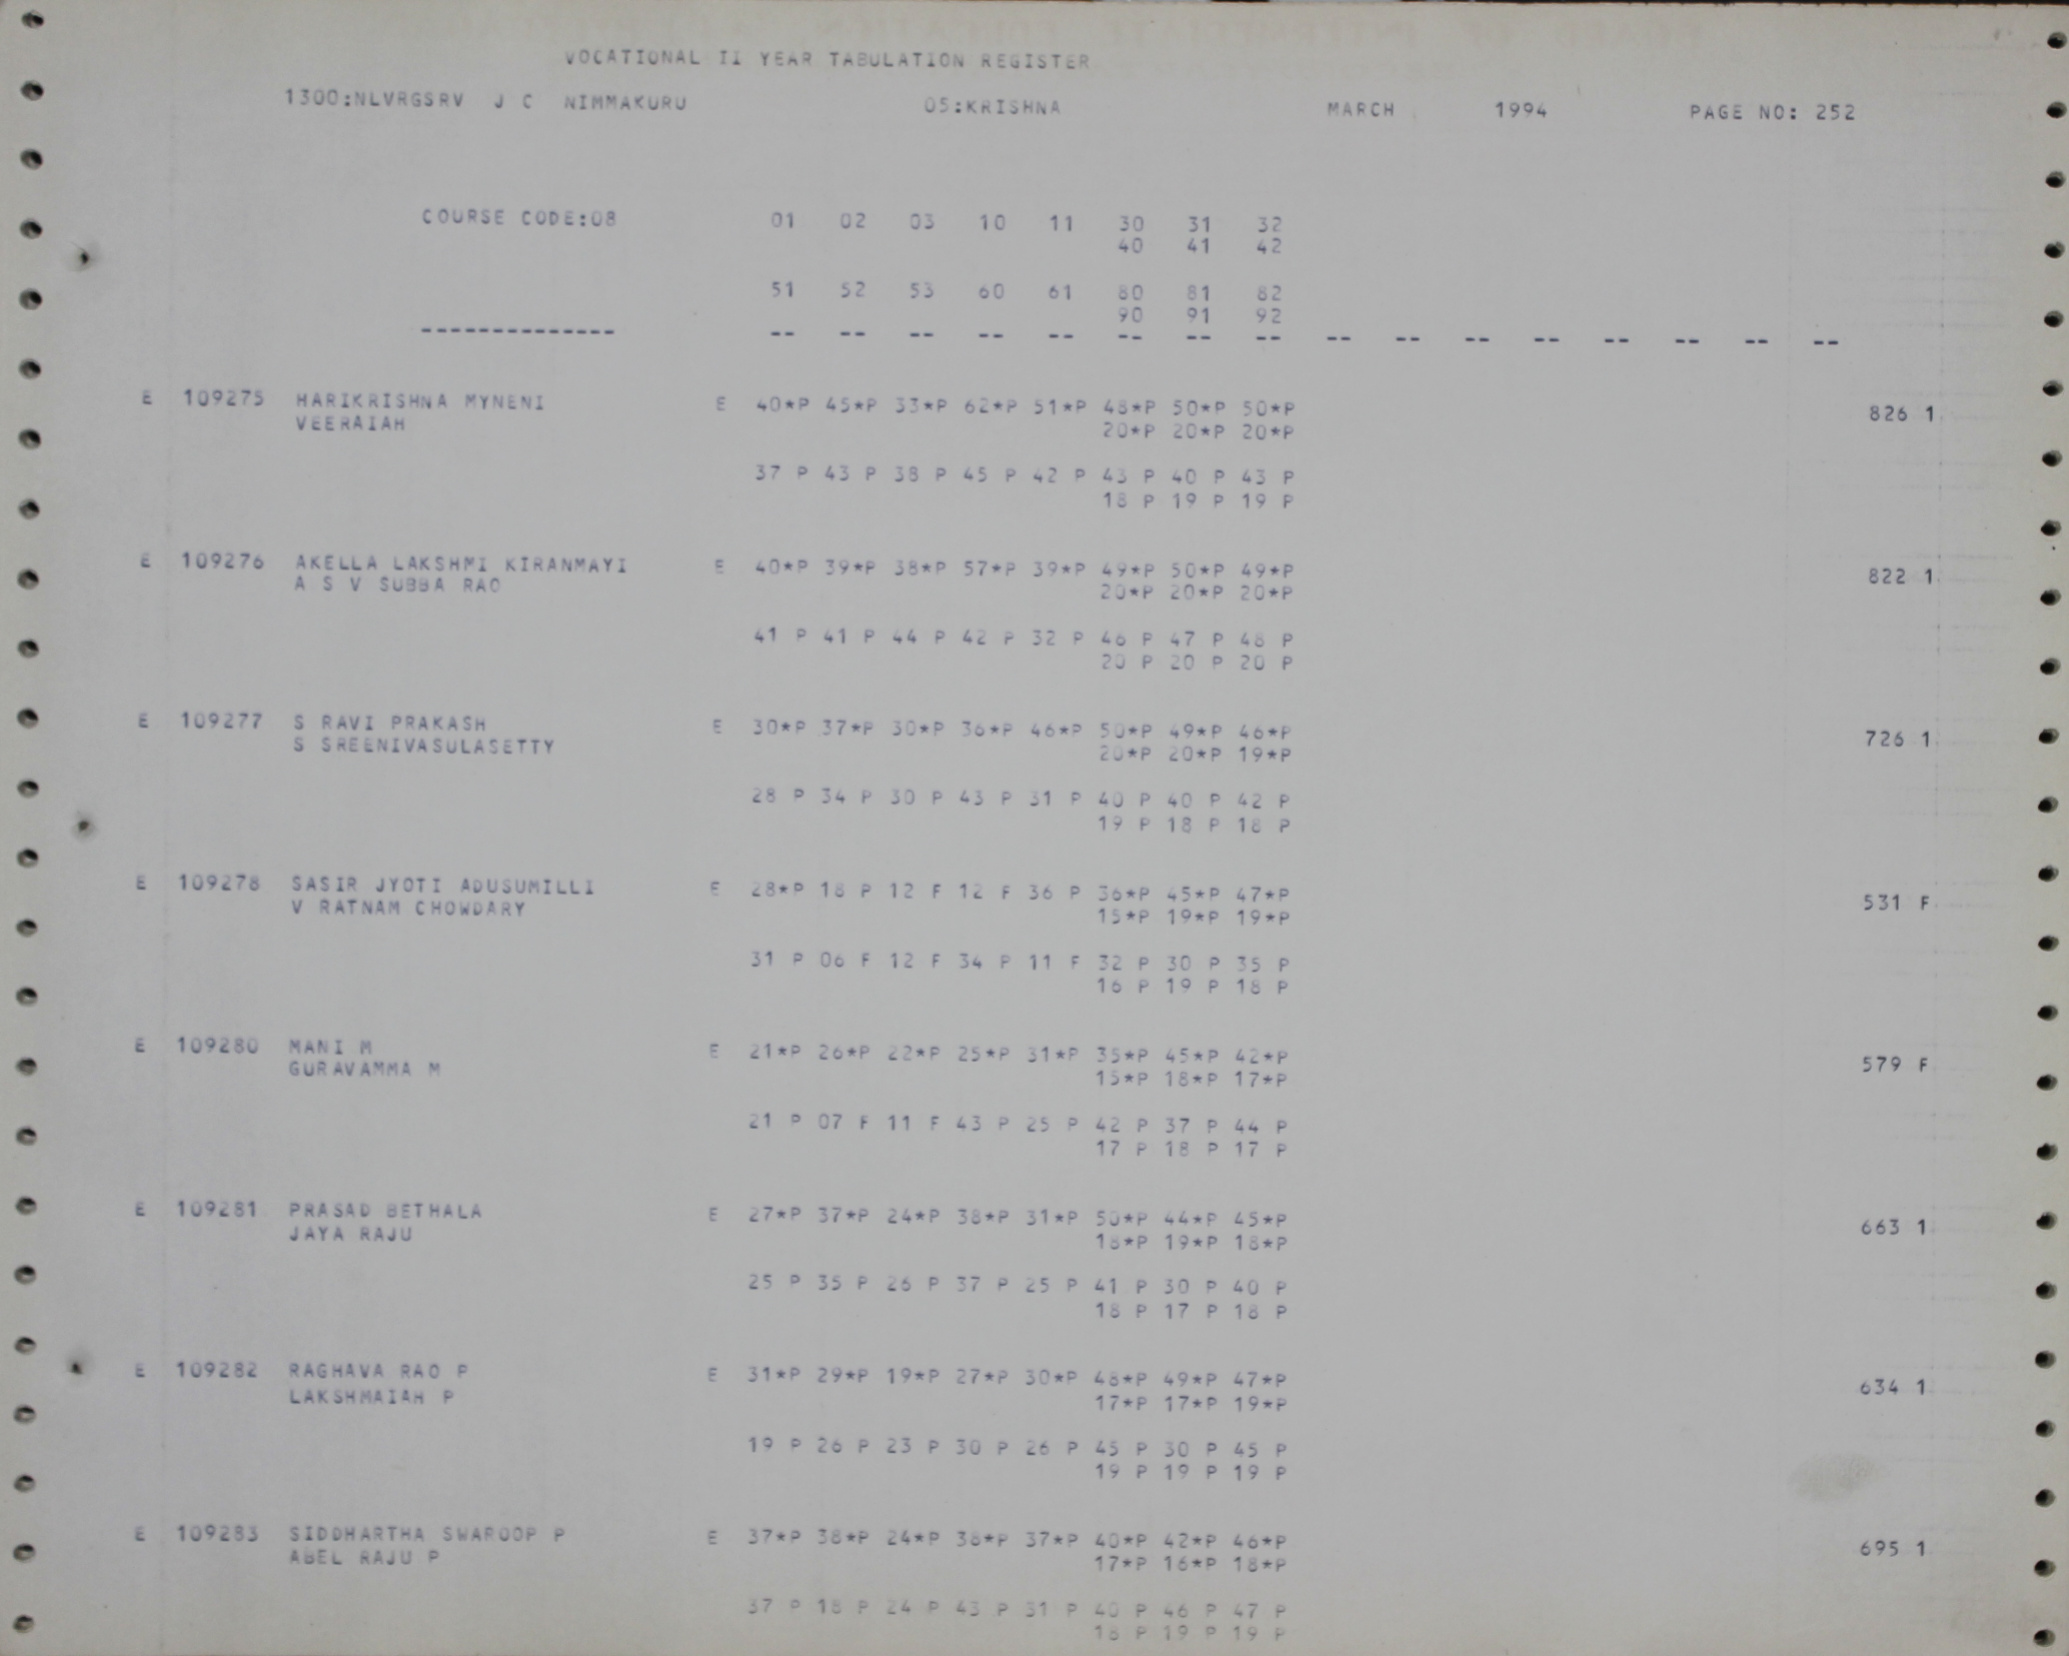 VOCATIONAL II YEAR TABULATION REGISTER
1300:NLVRGSRV J C NIMMAKURU 05:KRISHNA MARCH 1994 PAGE NO: 252
COURSE CODE:08 01 02 03 10 11 30 31 32
40 41 42
51 52 53 60 61 80 81 82
90 91 92
-------------- -- -- -- -- -- -- -- -- -- -- -- -- -- -- -- --
E 109275 HARIKRISHNA MYNENI E 40*P 45*P 33*P 62*P 51*P 48*P 50*P 50*P 826 1
VEERAIAH 20*P 20*P 20*P
37 P 43 P 38 P 45 P 42 P 43 P 40 P 43 P
18 P 19 P 19 P
E 109276 AKELLA LAKSHMI KIRANMAYI E 40*P 39*P 38*P 57*P 39*P 49*P 50*P 49*P 822 1
A S V SUBBA RAO 20*P 20*P 20*P
41 P 41 P 44 P 42 P 32 P 46 P 47 P 48 P
20 P 20 P 20 P
E 109277 S RAVI PRAKASH E 30*P 37*P 30*P 36*P 46*P 50*P 49*P 46*P 726 1
S SREENIVASULASETTY 20*P 20*P 19*P
28 P 34 P 30 P 43 P 31 P 40 P 40 P 42 P
19 P 18 P 18 P
E 109278 SASIR JYOTI ADUSUMILLI E 28*P 18 P 12 F 12 F 36 P 36*P 45*P 47*P 531 F
V RATNAM CHOWDARY 15*P 19*P 19*P
31 P 06 F 12 F 34 P 11 F 32 P 30 P 35 P
16 P 19 P 18 P
E 109280 MANI M E 21*P 26*P 22*P 25*P 31*P 35*P 45*P 42*P 579 F
GURAVAMMA M 15*P 18*P 17*P
21 P 07 F 11 F 43 P 25 P 42 P 37 P 44 P
17 P 18 P 17 P
E 109281 PRASAD BETHALA E 27*P 37*P 24*P 38*P 31*P 50*P 44*P 45*P 663 1
JAYA RAJU 18*P 19*P 18*P
25 P 35 P 26 P 37 P 25 P 41 P 30 P 40 P
18 P 17 P 18 P
E 109282 RAGHAVA RAO P E 31*P 29*P 19*P 27*P 30*P 48*P 49*P 47*P 634 1
LAKSHMAIAH P 17*P 17*P 19*P
19 P 26 P 23 P 30 P 26 P 45 P 30 P 45 P
19 P 19 P 19 P
E 109283 SIDDHARTHA SWAROOP P E 37*P 38*P 24*P 36*P 37*P 40*P 42*P 46*P 695 1
ABEL RAJU P 17*P 16*P 18*P
37 P 18 P 24 P 43 P 31 P 40 P 46 P 47 P
18 P 19 P 19 P